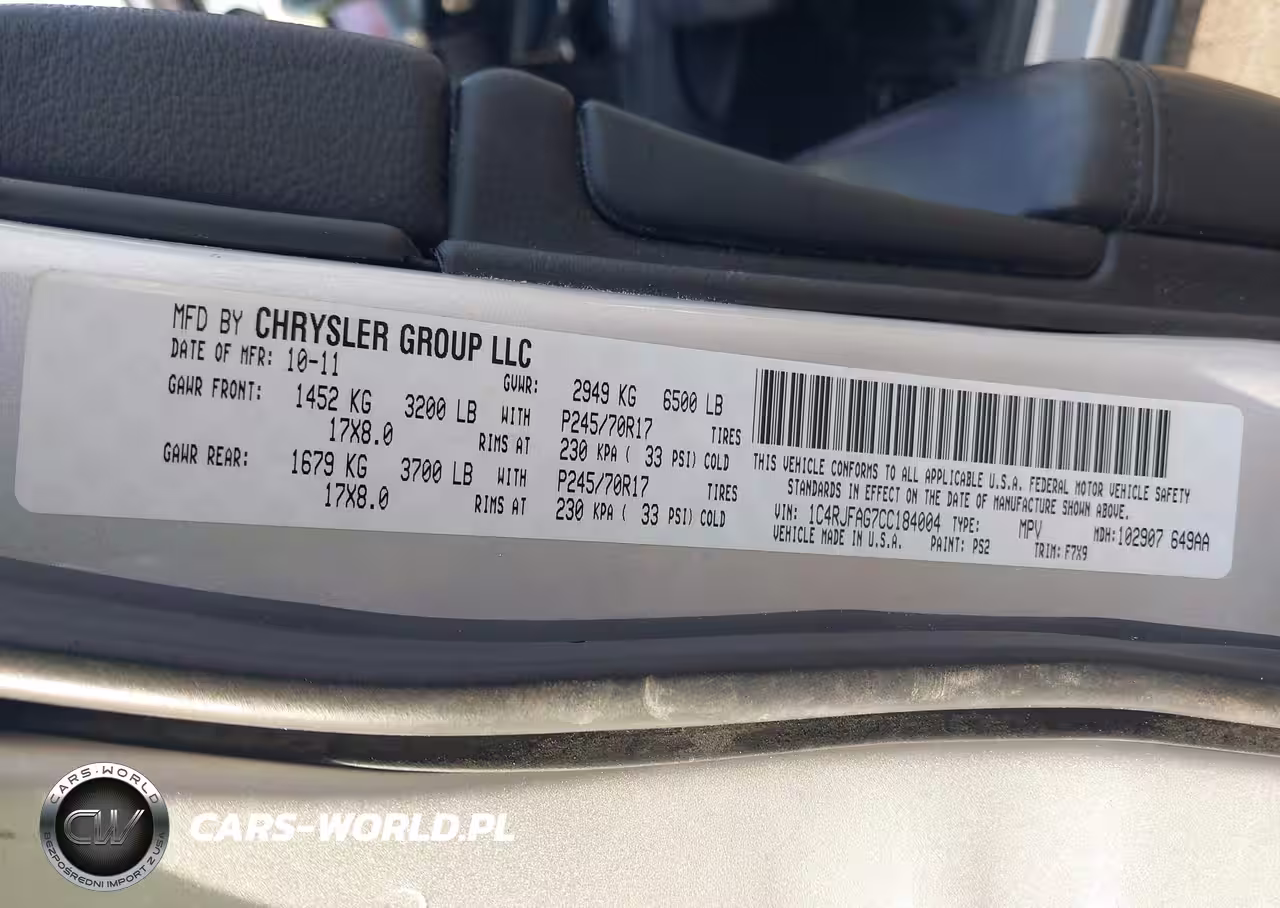 MFD BY CHRYSLER GROUP LLC
DATE OF MFR: 10-11 GVWR: 2949 KG 6500 LB
GAWR FRONT: 1452 KG 3200 LB WITH P245/70R17 TIRES
17X8.0 RIMS AT 230 KPA ( 33 PSI) COLD
GAWR REAR: 1679 KG 3700 LB WITH P245/70R17 TIRES
17X8.0 RIMS AT 230 KPA ( 33 PSI) COLD
THIS VEHICLE CONFORMS TO ALL APPLICABLE U.S.A. FEDERAL MOTOR VEHICLE SAFETY
STANDARDS IN EFFECT ON THE DATE OF MANUFACTURE SHOWN ABOVE.
VIN: 1C4RJFAG7CC184004 TYPE: MPV MDH:102907 649AA
VEHICLE MADE IN U.S.A. PAINT: PS2 TRIM: F7X9
CARS-WORLD
CW
BEZPOŚREDNI IMPORT Z USA
CARS-WORLD.PL